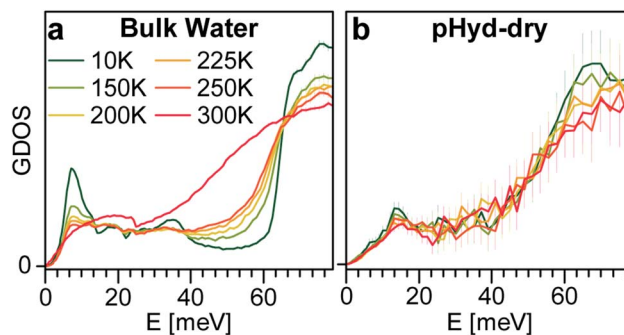 a Bulk Water
10K 225K
150K 250K
200K 300K
GDOS
0
0 20 40 60
E [meV]
b pHyd-dry
0 20 40 60
E [meV]